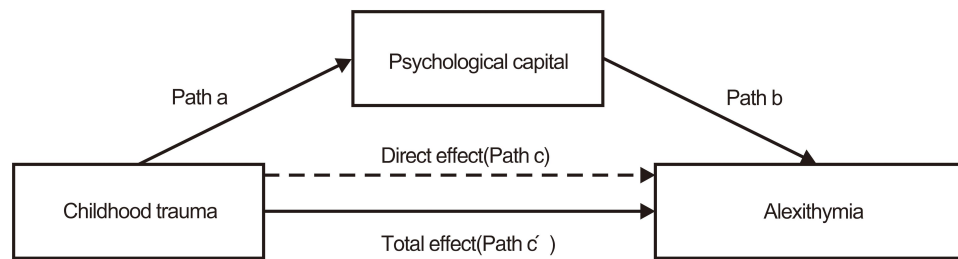 Psychological capital
Path a
Path b
Direct effect(Path c)
Childhood trauma
Alexithymia
Total effect(Path c´ )